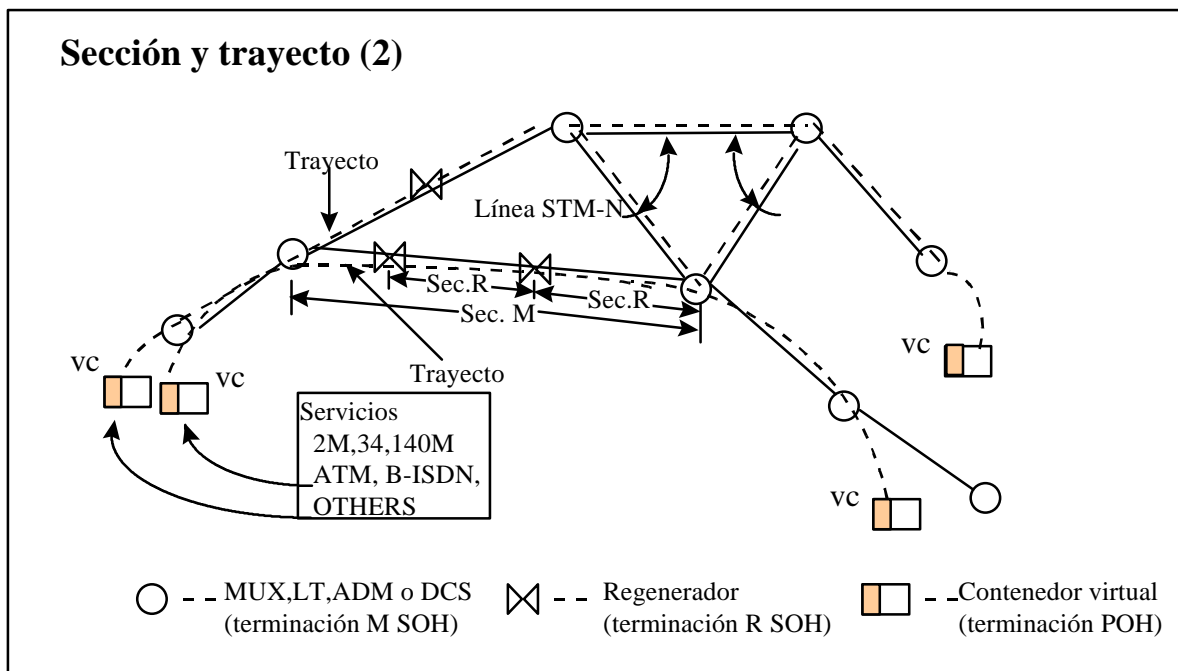 Sección y trayecto (2)
Trayecto
Línea STM-N
Sec.R
Sec.R
Sec. M
Trayecto
vc
vc
vc
vc
Servicios
2M,34,140M
ATM, B-ISDN,
OTHERS
MUX,LT,ADM o DCS
(terminación M SOH)
Regenerador
(terminación R SOH)
Contenedor virtual
(terminación POH)